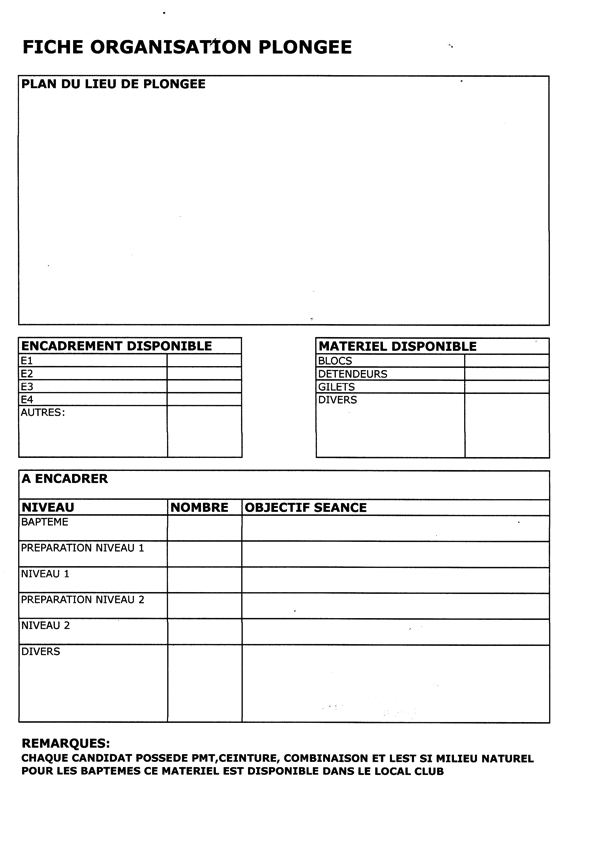 FICHE ORGANISATION PLONGEE
PLAN DU LIEU DE PLONGEE
ENCADREMENT DISPONIBLE
E1
E2
E3
E4
AUTRES:
MATERIEL DISPONIBLE
BLOCS
DETENDEURS
GILETS
DIVERS
A ENCADRER
NIVEAU NOMBRE OBJECTIF SEANCE
BAPTEME
PREPARATION NIVEAU 1
NIVEAU 1
PREPARATION NIVEAU 2
NIVEAU 2
DIVERS
REMARQUES:
CHAQUE CANDIDAT POSSEDE PMT,CEINTURE, COMBINAISON ET LEST SI MILIEU NATUREL
POUR LES BAPTEMES CE MATERIEL EST DISPONIBLE DANS LE LOCAL CLUB